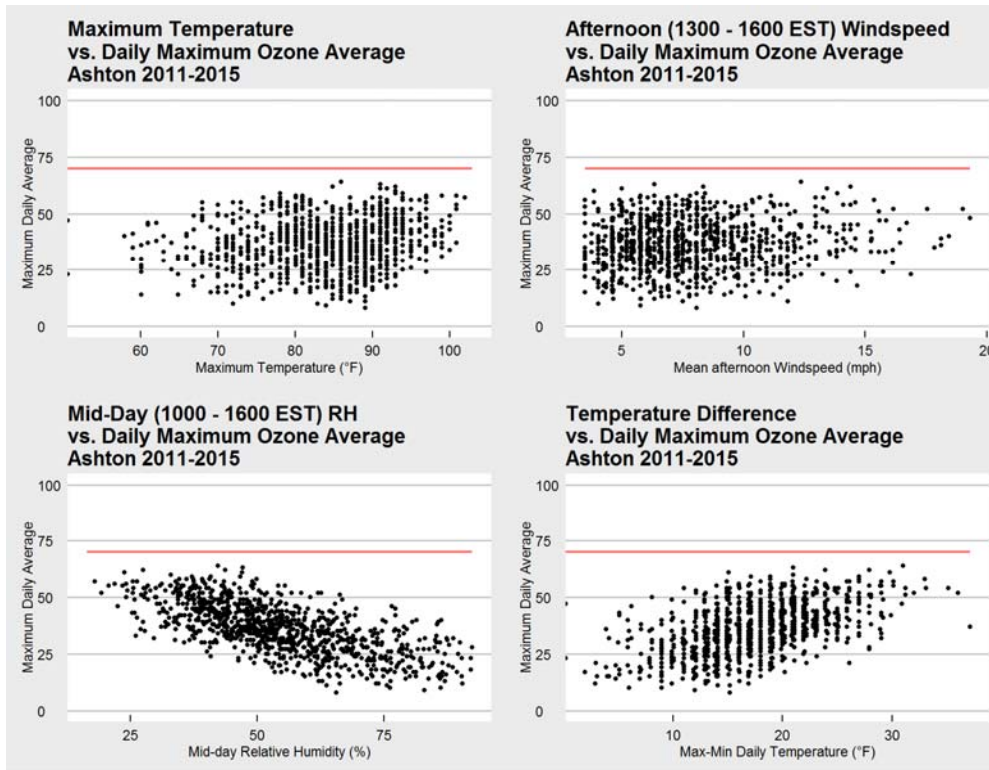 Maximum Temperature
vs. Daily Maximum Ozone Average
Ashton 2011-2015
100
75
50
25
0
Maximum Daily Average
60
70
80
90
100
Maximum Temperature (°F)
Afternoon (1300 - 1600 EST) Windspeed
vs. Daily Maximum Ozone Average
Ashton 2011-2015
100
75
50
25
0
Maximum Daily Average
5
10
15
20
Mean afternoon Windspeed (mph)
Mid-Day (1000 - 1600 EST) RH
vs. Daily Maximum Ozone Average
Ashton 2011-2015
100
75
50
25
0
Maximum Daily Average
25
50
75
Mid-day Relative Humidity (%)
Temperature Difference
vs. Daily Maximum Ozone Average
Ashton 2011-2015
100
75
50
25
0
Maximum Daily Average
10
20
30
Max-Min Daily Temperature (°F)